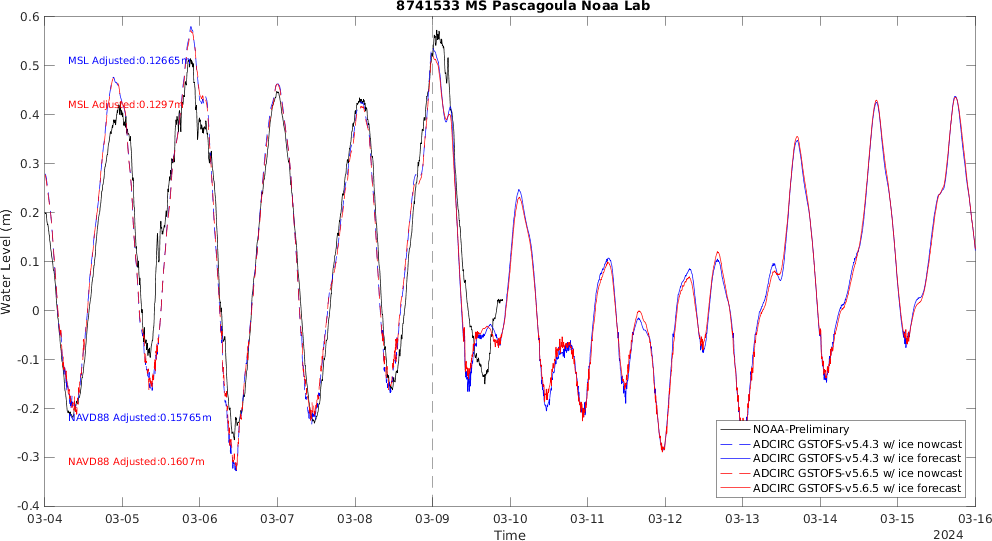 8741533 MS Pascagoula Noaa Lab
0.6
0.5
0.4
0.3
0.2
0.1
0
-0.1
-0.2
-0.3
-0.4
Water Level (m)
MSL Adjusted:0.12665m
MSL Adjusted:0.1297m
NAVD88 Adjusted:0.15765m
NAVD88 Adjusted:0.1607m
NOAA-Preliminary
ADCIRC GSTOFS-v5.4.3 w/ ice nowcast
ADCIRC GSTOFS-v5.4.3 w/ ice forecast
ADCIRC GSTOFS-v5.6.5 w/ ice nowcast
ADCIRC GSTOFS-v5.6.5 w/ ice forecast
03-04 03-05 03-06 03-07 03-08 03-09 03-10 03-11 03-12 03-13 03-14 03-15 03-16
Time
2024